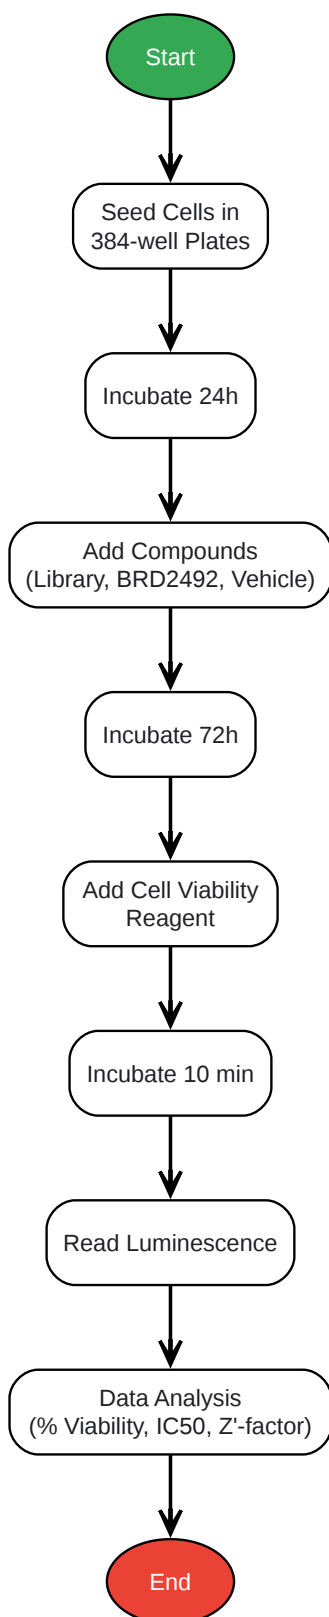 Start
Seed Cells in
384-well Plates
Incubate 24h
Add Compounds
(Library, BRD2492, Vehicle)
Incubate 72h
Add Cell Viability
Reagent
Incubate 10 min
Read Luminescence
Data Analysis
(% Viability, IC50, Z'-factor)
End